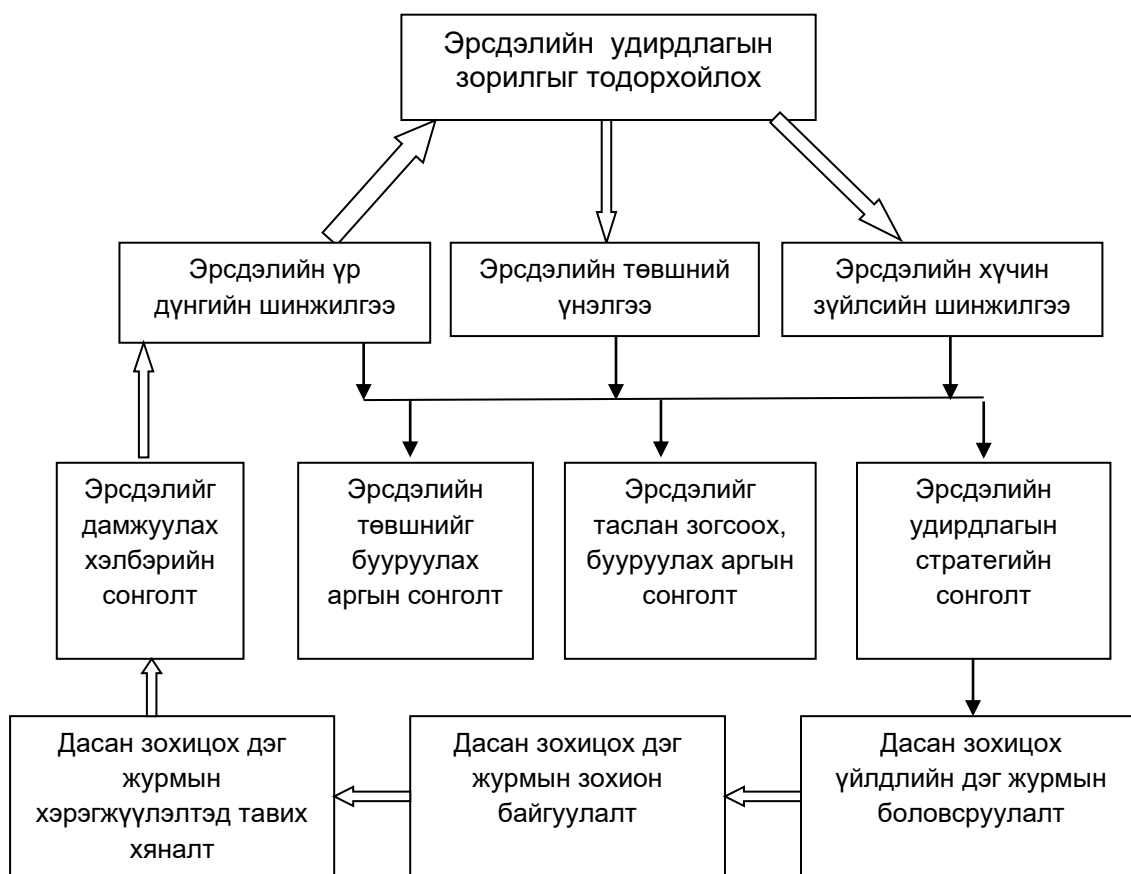 Эрсдэлийн удирдлагын
зорилгыг тодорхойлох
Эрсдэлийн үр
дүнгийн шинжилгээ
Эрсдэлийн төвшний
үнэлгээ
Эрсдэлийн хүчин
зүйлсийн шинжилгээ
Эрсдэлийг
дамжуулах
хэлбэрийн
сонголт
Эрсдэлийн
төвшнийг
бууруулах
аргын сонголт
Эрсдэлийг
таслан зогсоох,
бууруулах аргын
сонголт
Эрсдэлийн
удирдлагын
стратегийн
сонголт
Дасан зохицох дэг
журмын
хэрэгжүүлэлтэд тавих
хяналт
Дасан зохицох дэг
журмын зохион
байгуулалт
Дасан зохицох
үйлдлийн дэг журмын
боловсруулалт